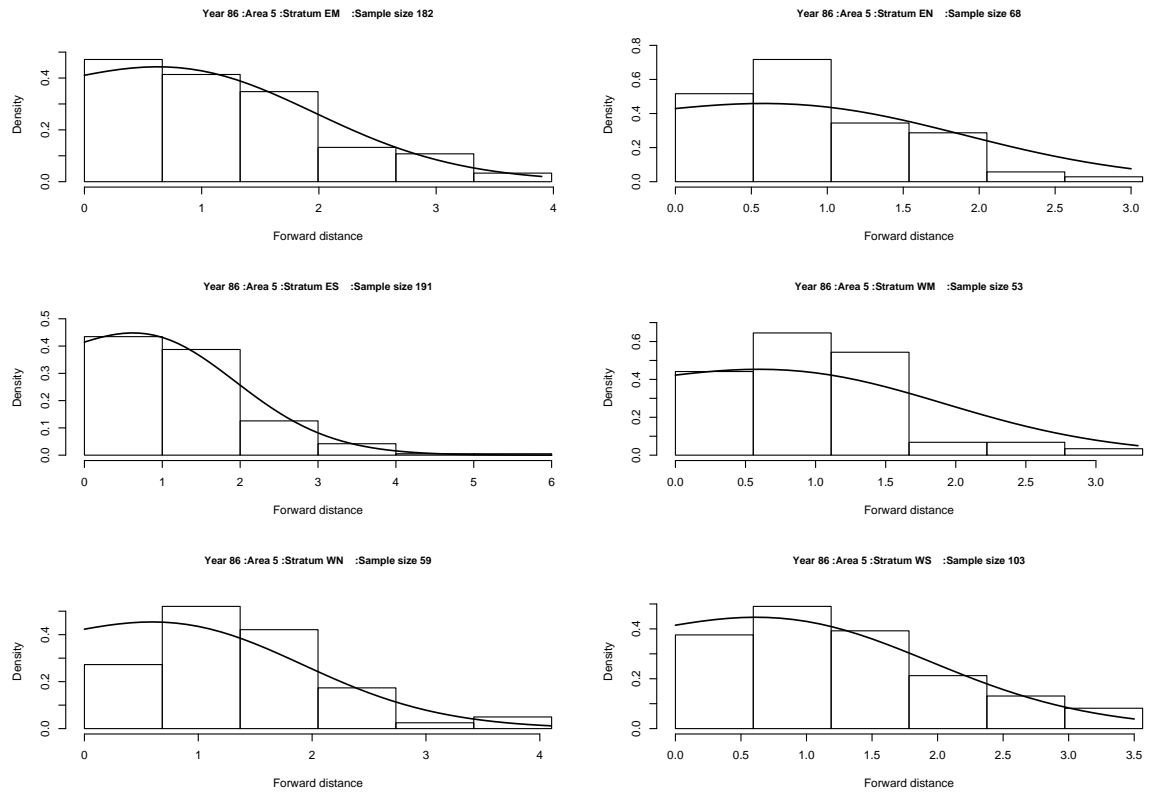 Year 86 :Area 5 :Stratum EM :Sample size 182
Density
0.0 0.2 0.4
0 1 2 3 4
Forward distance
Year 86 :Area 5 :Stratum EN :Sample size 68
Density
0.0 0.2 0.4 0.6 0.8
0.0 0.5 1.0 1.5 2.0 2.5 3.0
Forward distance
Year 86 :Area 5 :Stratum ES :Sample size 191
Density
0.0 0.1 0.2 0.3 0.4 0.5
0 1 2 3 4 5 6
Forward distance
Year 86 :Area 5 :Stratum WM :Sample size 53
Density
0.0 0.2 0.4 0.6
0.0 0.5 1.0 1.5 2.0 2.5 3.0
Forward distance
Year 86 :Area 5 :Stratum WN :Sample size 59
Density
0.0 0.2 0.4
0 1 2 3 4
Forward distance
Year 86 :Area 5 :Stratum WS :Sample size 103
Density
0.0 0.2 0.4
0.0 0.5 1.0 1.5 2.0 2.5 3.0 3.5
Forward distance